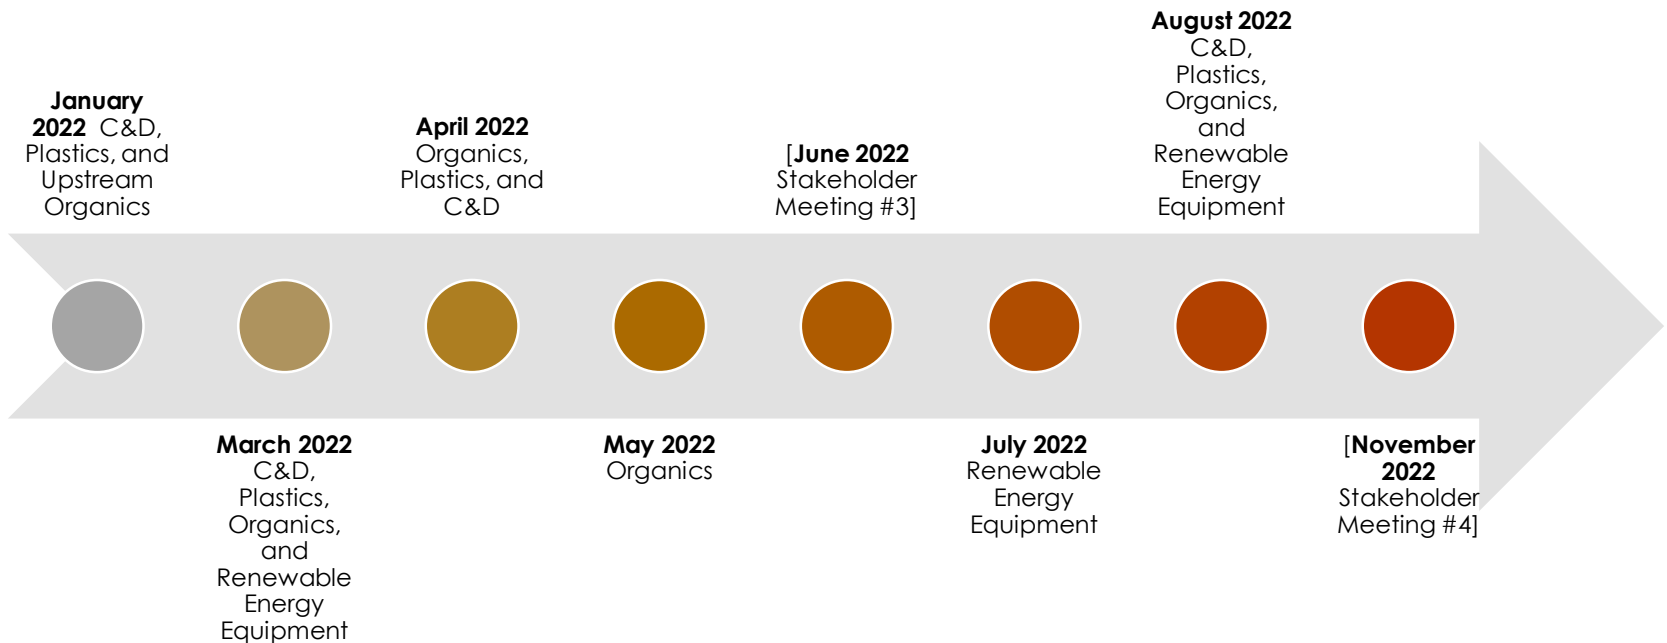 January
2022 C&D,
Plastics, and
Upstream
Organics
March 2022
C&D,
Plastics,
Organics,
and
Renewable
Energy
Equipment
April 2022
Organics,
Plastics, and
C&D
May 2022
Organics
[June 2022
Stakeholder
Meeting #3]
July 2022
Renewable
Energy
Equipment
August 2022
C&D,
Plastics,
Organics,
and
Renewable
Energy
Equipment
[November
2022
Stakeholder
Meeting #4]